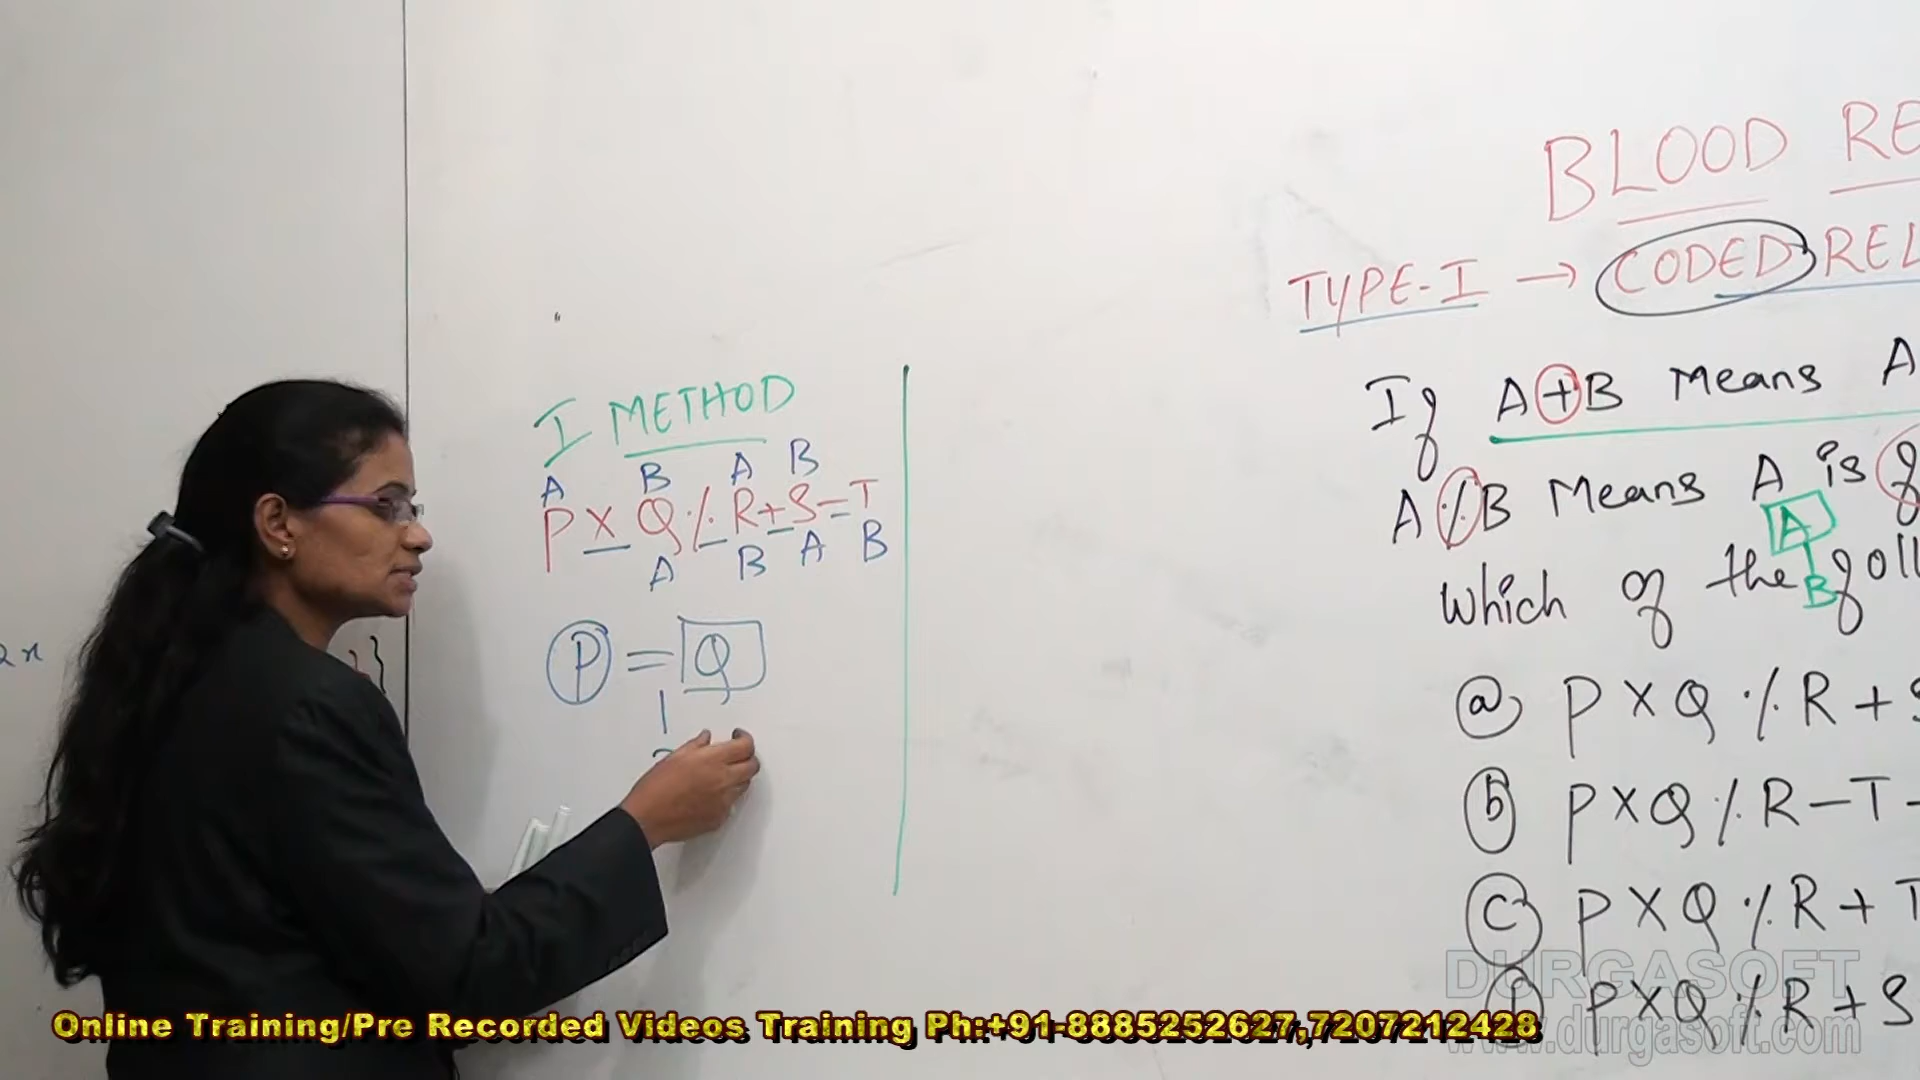 BLOOD RE
TYPE-I → CODED REL
If A+B Means A
A ⁒ B Means A is
A
B
Which of the foll
a P X Q ⁒ R + S
b P X Q ⁒ R - T -
c P X Q ⁒ R + T
d P X Q ⁒ R + S
I METHOD
A B A B
P X Q ⁒ R + S = T
A B A B
P = Q
2x
DURGASOFT
www.durgasoft.com
Online Training/Pre Recorded Videos Training Ph:+91-8885252627,7207212428